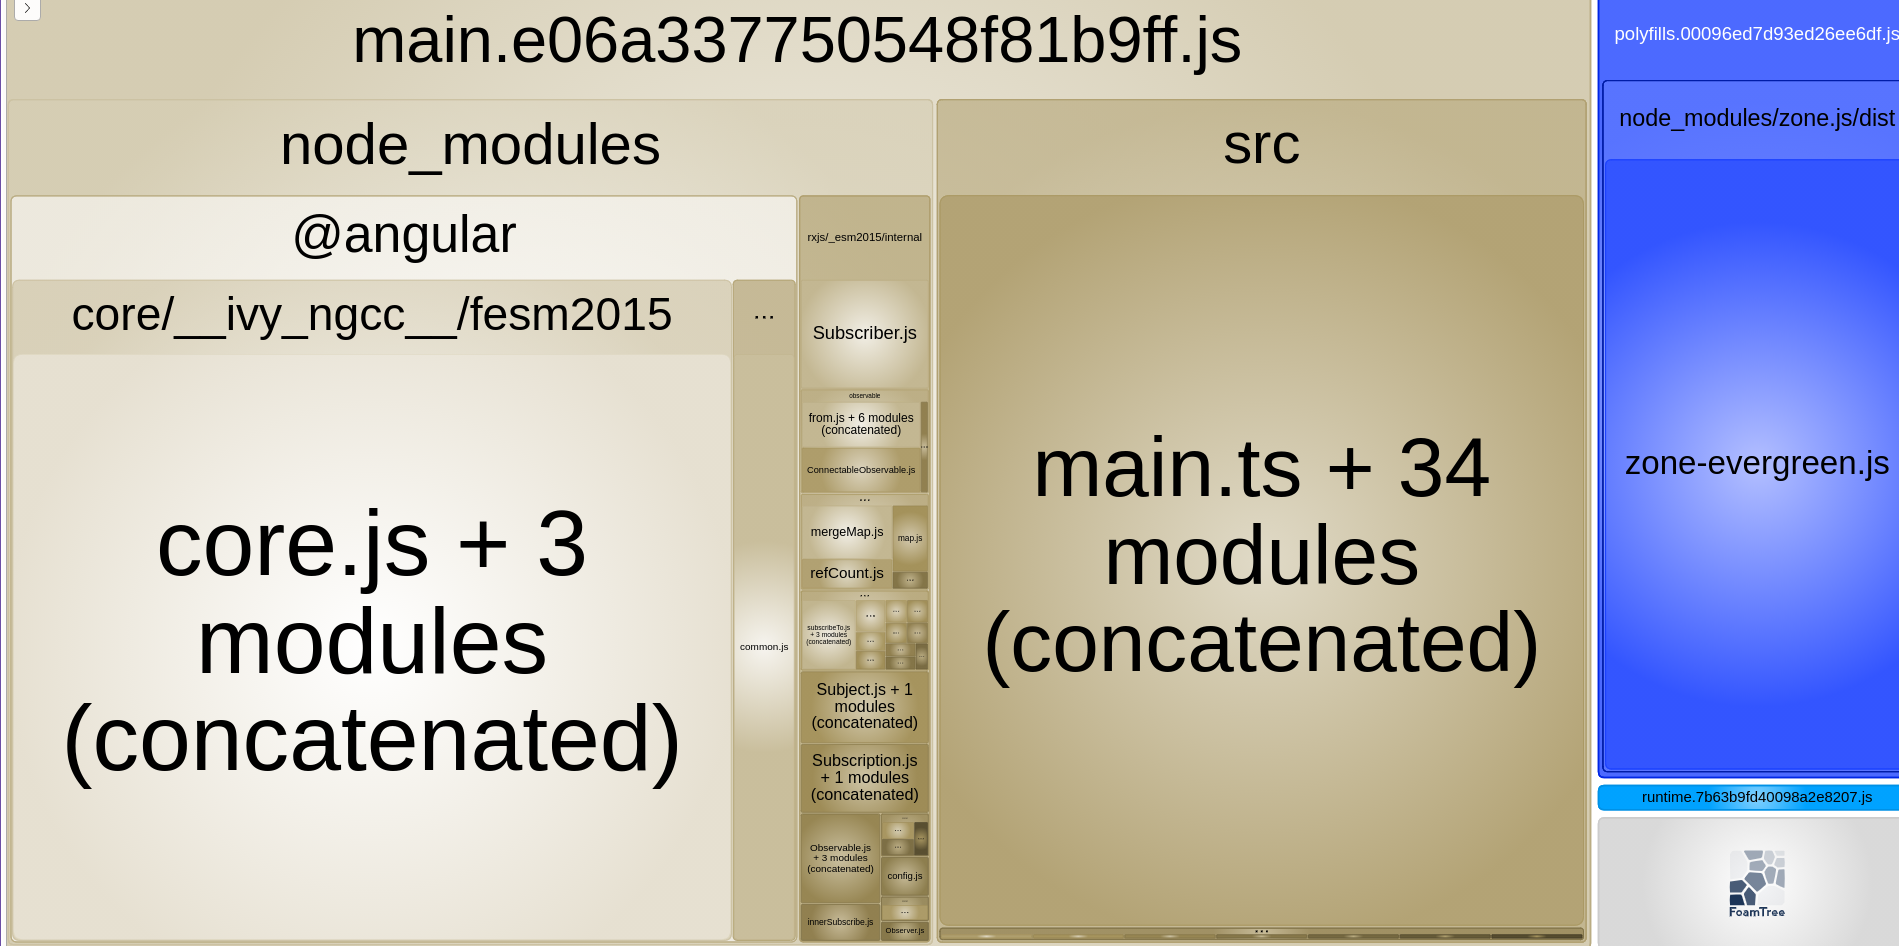 main.e06a337750548f81b9ff.js
node_modules
@angular
core/__ivy_ngcc__/fesm2015
core.js + 3
modules
(concatenated)
...
common.js
rxjs/_esm2015/internal
Subscriber.js
observable
from.js + 6 modules
(concatenated)
...
ConnectableObservable.js
...
mergeMap.js
map.js
refCount.js
...
...
subscribeTo.js
+ 3 modules
(concatenated)
...
...
...
...
...
...
...
...
...
Subject.js + 1
modules
(concatenated)
Subscription.js
+ 1 modules
(concatenated)
Observable.js
+ 3 modules
(concatenated)
...
...
...
config.js
innerSubscribe.js
...
...
Observer.js
src
main.ts + 34
modules
(concatenated)
...
polyfills.00096ed7d93ed26ee6df.js
node_modules/zone.js/dist
zone-evergreen.js
runtime.7b63b9fd40098a2e8207.js
FoamTree